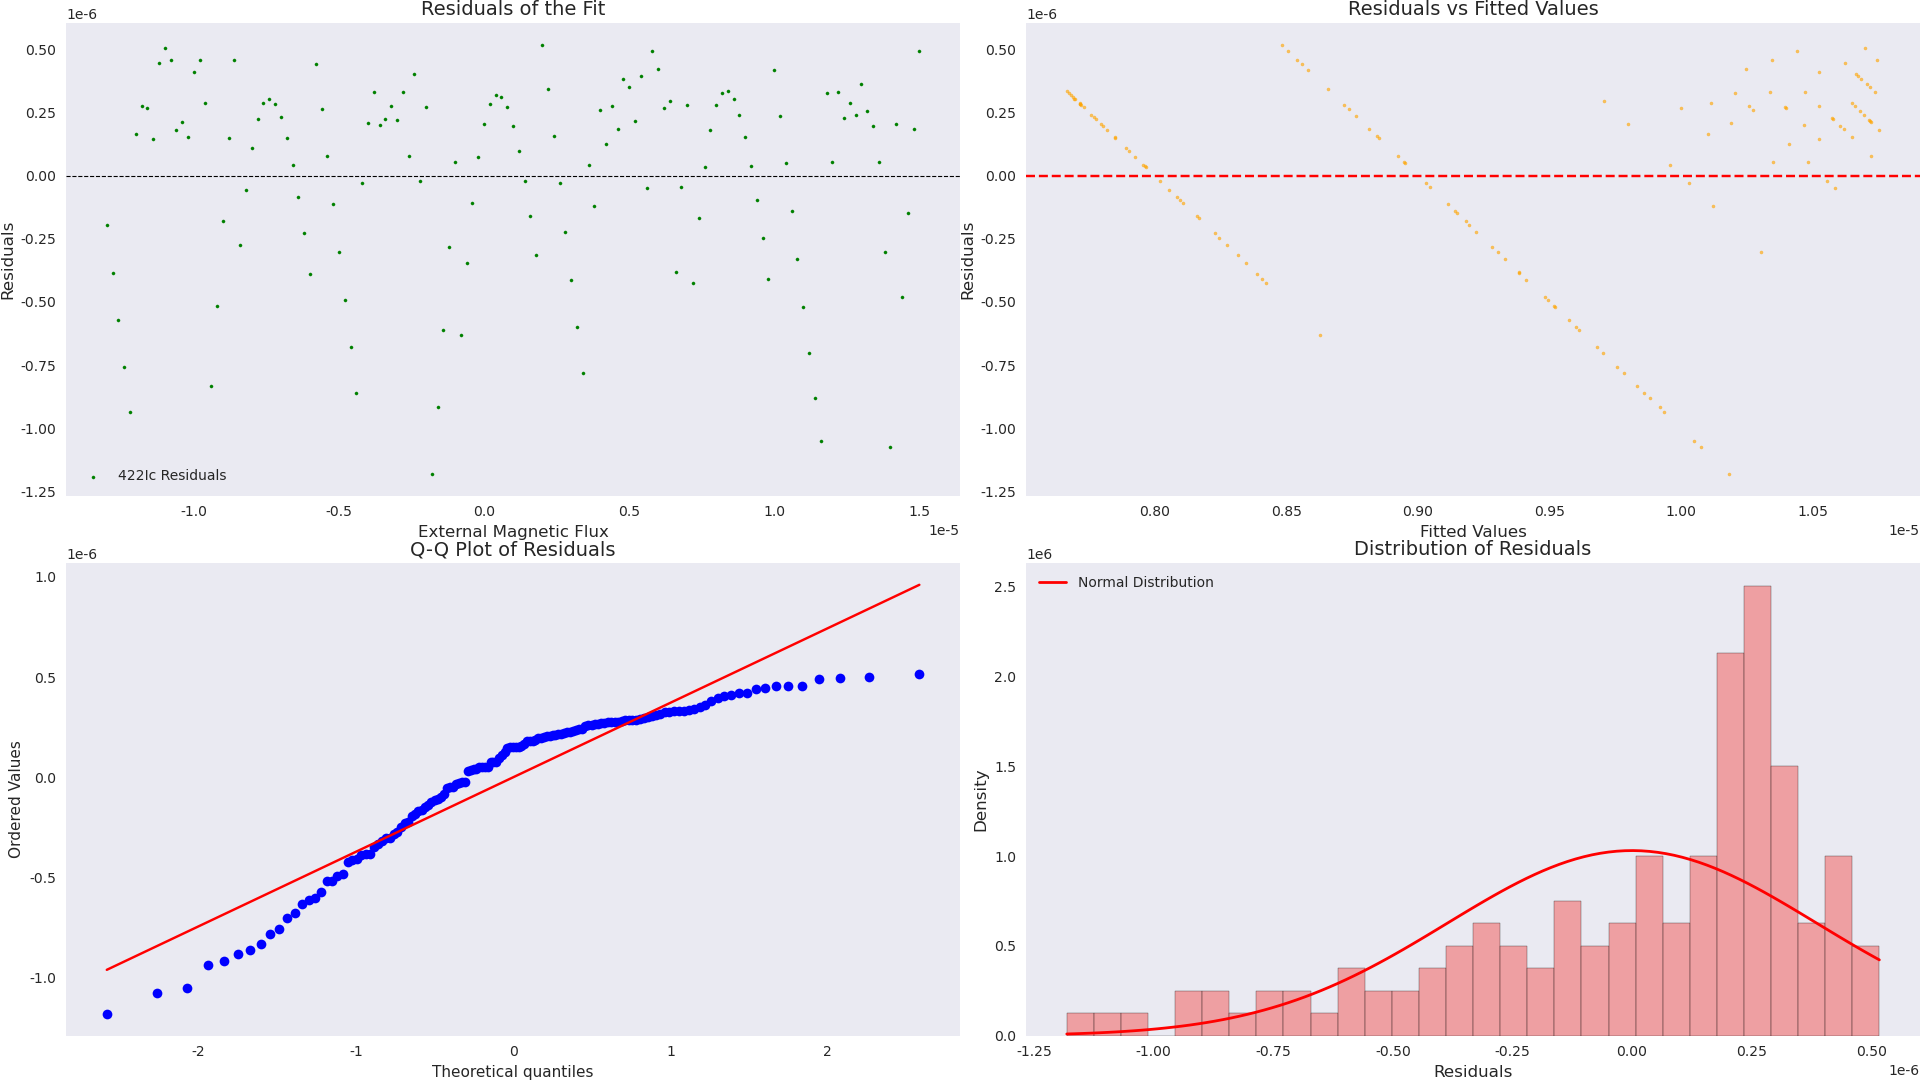 Residuals of the Fit
1e-6
0.50
0.25
0.00
-0.25
-0.50
-0.75
-1.00
-1.25
Residuals
422Ic Residuals
-1.0
-0.5
0.0
0.5
1.0
1.5
1e-5
External Magnetic Flux
Residuals vs Fitted Values
1e-6
0.50
0.25
0.00
-0.25
-0.50
-0.75
-1.00
-1.25
Residuals
0.80
0.85
0.90
0.95
1.00
1.05
1e-5
Fitted Values
Q-Q Plot of Residuals
1e-6
1.0
0.5
0.0
-0.5
-1.0
Ordered Values
-2
-1
0
1
2
Theoretical quantiles
Distribution of Residuals
1e6
Normal Distribution
2.5
2.0
1.5
1.0
0.5
0.0
Density
-1.25
-1.00
-0.75
-0.50
-0.25
0.00
0.25
0.50
1e-6
Residuals